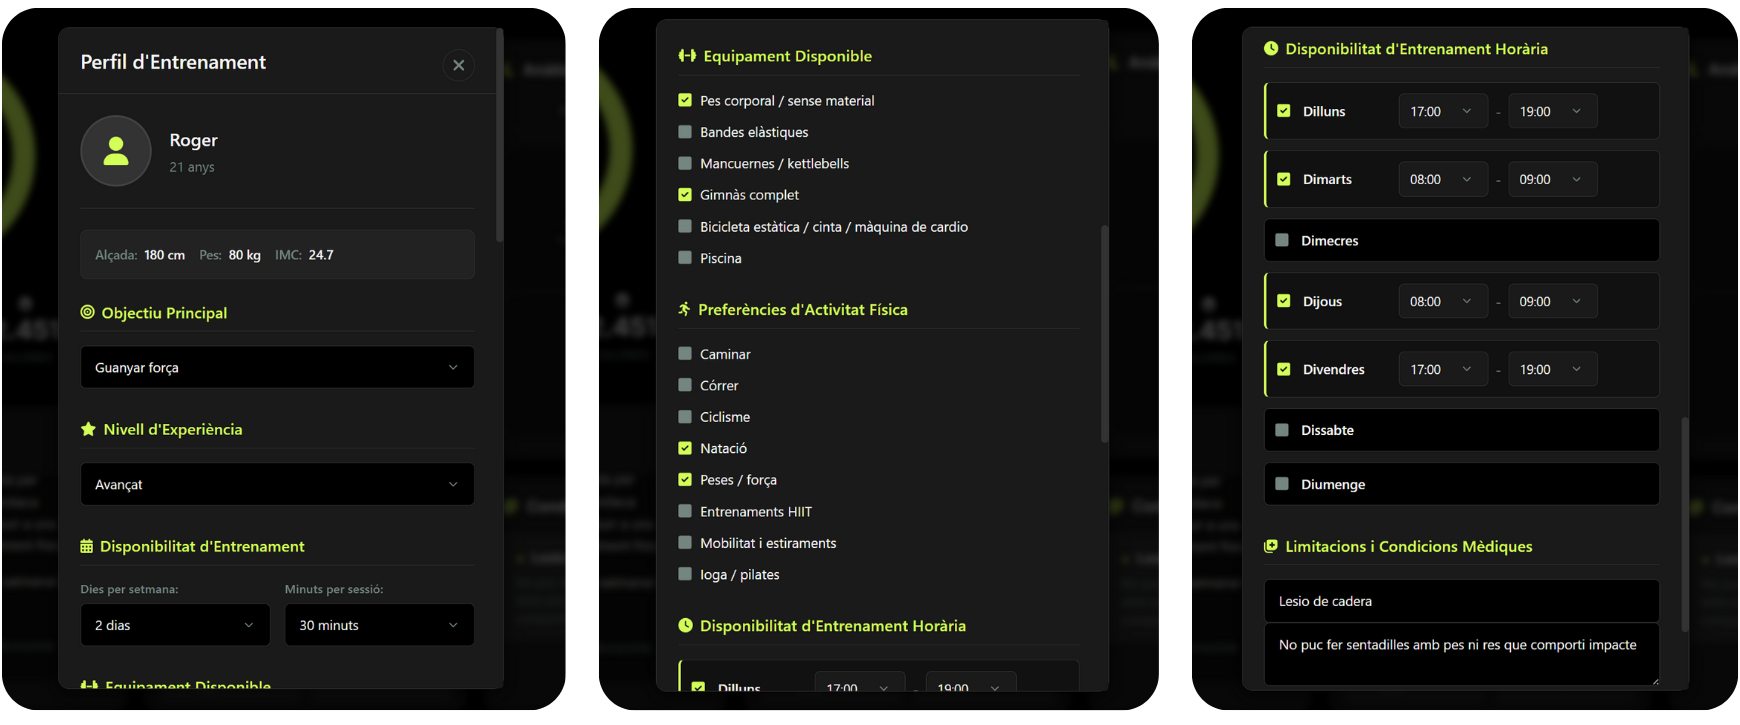 Perfil d'Entrenament
Roger
21 anys
Alçada: 180 cm Pes: 80 kg IMC: 24.7
Objectiu Principal
Guanyar força
Nivell d'Experiència
Avançat
Disponibilitat d'Entrenament
Dies per setmana: Minuts per sessió:
2 dias 30 minuts
Equipament Disponible
Equipament Disponible
Pes corporal / sense material
Bandes elàstiques
Mancuernes / kettlebells
Gimnàs complet
Bicicleta estàtica / cinta / màquina de cardio
Piscina
Preferències d'Activitat Física
Caminar
Córrer
Ciclisme
Natació
Peses / força
Entrenaments HIIT
Mobilitat i estiraments
Ioga / pilates
Disponibilitat d'Entrenament Horària
Dilluns 17:00 - 19:00
Disponibilitat d'Entrenament Horària
Dilluns 17:00 - 19:00
Dimarts 08:00 - 09:00
Dimecres
Dijous 08:00 - 09:00
Divendres 17:00 - 19:00
Dissabte
Diumenge
Limitacions i Condicions Mèdiques
Lesio de cadera
No puc fer sentadilles amb pes ni res que comporti impacte